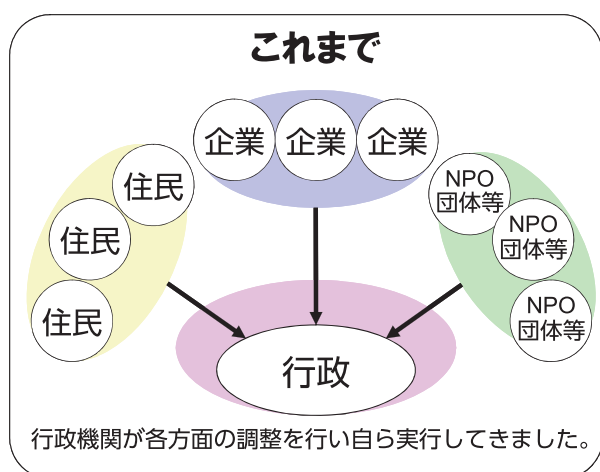 これまで
企業
企業
企業
住民
住民
住民
NPO
団体等
NPO
団体等
NPO
団体等
行政
行政機関が各方面の調整を行い自ら実行してきました。